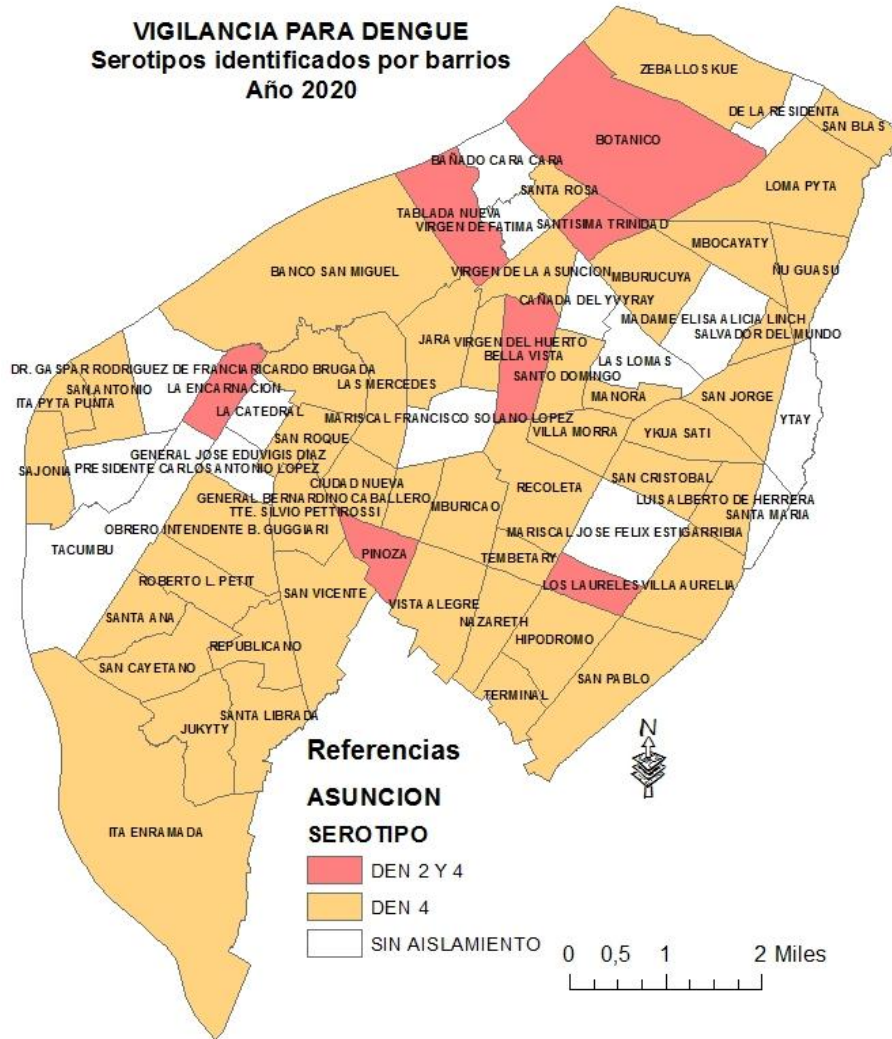 VIGILANCIA PARA DENGUE
Serotipos identificados por barrios
Año 2020
ZEBALLOS KUE
DE LA RESIDENTA
SAN BLAS
BOTANICO
BAÑADO CARA CARA
SANTA ROSA
LOMA PYTA
TABLADA NUEVA
VIRGEN DE FATIMA
SANTISIMA TRINIDAD
MBOCAYATY
BANCO SAN MIGUEL
VIRGEN DE LA ASUNCION
MBURUCUYA
ÑU GUASU
CAÑADA DEL YVYRAY
MADAME ELISA ALICIA LINCH
SALVADOR DEL MUNDO
JARA
VIRGEN DEL HUERTO
BELLA VISTA
LAS LOMAS
DR. GASPAR RODRIGUEZ DE FRANCIA
RICARDO BRUGADA
SANTO DOMINGO
SAN ANTONIO
LA ENCARNACION
LAS MERCEDES
MANORA
SAN JORGE
ITA PYTA PUNTA
LA CATEDRAL
MARISCAL FRANCISCO SOLANO LOPEZ
YTAY
SAN ROQUE
VILLA MORRA
YKUA SATI
GENERAL JOSE EDUVIGIS DIAZ
SAJONIA
PRESIDENTE CARLOS ANTONIO LOPEZ
CIUDAD NUEVA
RECOLETA
SAN CRISTOBAL
GENERAL BERNARDINO CABALLERO
LUIS ALBERTO DE HERRERA
TTE. SILVIO PETTIROSSI
MBURICAO
SANTA MARIA
OBRERO INTENDENTE B. GUGGIARI
MARISCAL JOSE FELIX ESTIGARRIBIA
TACUMBU
PINOZA
TEMBETARY
ROBERTO L. PETIT
SAN VICENTE
LOS LAURELES
VILLA AURELIA
VISTA ALEGRE
SANTA ANA
NAZARETH
REPUBLICANO
HIPODROMO
SAN CAYETANO
SAN PABLO
TERMINAL
SANTA LIBRADA
JUKYTY
N
ITA ENRAMADA
Referencias
ASUNCION
SEROTIPO
DEN 2 Y 4
DEN 4
SIN AISLAMIENTO
0 0,5 1 2 Miles